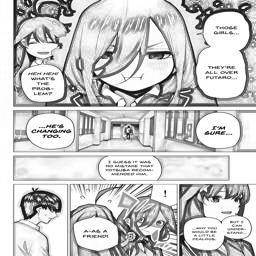 THOSE
GIRLS...
THEY'RE
ALL OVER
FUTARO...
HEH HEH!
WHAT'S
THE
PROB-
LEM?
I'M
SURE...
...HE'S
CHANGING
TOO.
I GUESS IT WAS
NO MISTAKE THAT
YOTSUBA RECOM-
MENDED HIM.
BUT I
CAN
UNDER-
STAND...
...WHY YOU
WOULD BE
A LITTLE
JEALOUS.
!
A-AS A
FRIEND!